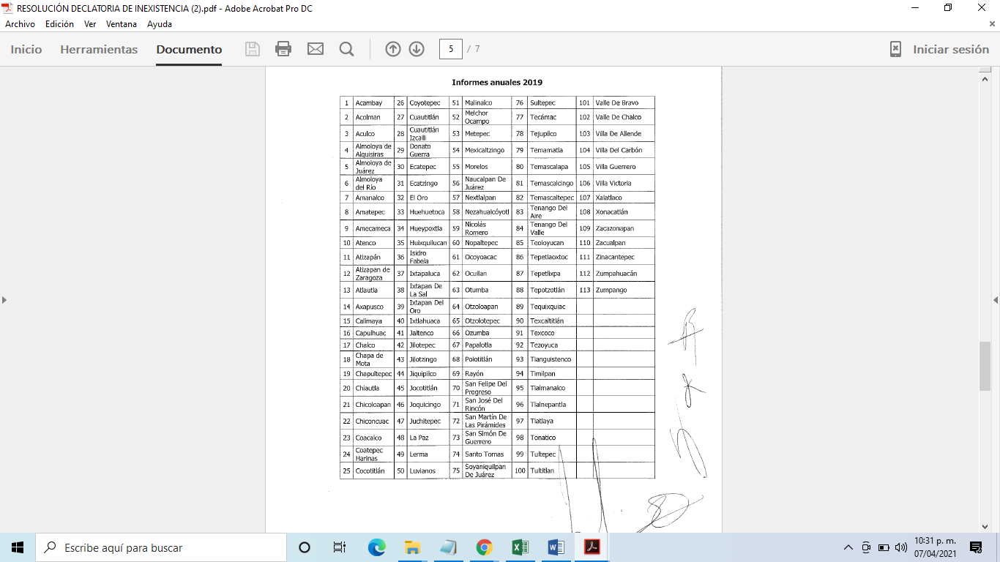 RESOLUCIÓN DECLATORIA DE INEXISTENCIA (2).pdf - Adobe Acrobat Pro DC
Archivo Edición Ver Ventana Ayuda
Inicio Herramientas Documento 5 / 7 Iniciar sesión
Informes anuales 2019
1 Acambay 26 Coyotepec 51 Malinalco 76 Sultepec 101 Valle De Bravo
2 Acolman 27 Cuautitlán 52 Melchor Ocampo 77 Tecámac 102 Valle De Chalco
3 Aculco 28 Cuautitlán Izcalli 53 Metepec 78 Tejupilco 103 Villa De Allende
4 Almoloya de Alquisiras 29 Donato Guerra 54 Mexicaltzingo 79 Temamatla 104 Villa Del Carbón
5 Almoloya de Juárez 30 Ecatepec 55 Morelos 80 Temascalapa 105 Villa Guerrero
6 Almoloya del Río 31 Ecatzingo 56 Naucalpan De Juárez 81 Temascalcingo 106 Villa Victoria
7 Amanalco 32 El Oro 57 Nextlalpan 82 Temascaltepec 107 Xalatlaco
8 Amatepec 33 Huehuetoca 58 Nezahualcóyotl 83 Tenango Del Aire 108 Xonacatlán
9 Amecameca 34 Hueypoxtla 59 Nicolás Romero 84 Tenango Del Valle 109 Zacazonapan
10 Atenco 35 Huixquilucan 60 Nopaltepec 85 Teoloyucan 110 Zacualpan
11 Atizapán 36 Isidro Fabela 61 Ocoyoacac 86 Tepetlaoxtoc 111 Zinacantepec
12 Atizapan de Zaragoza 37 Ixtapaluca 62 Ocuilan 87 Tepetlixpa 112 Zumpahuacán
13 Atlautla 38 Ixtapan De La Sal 63 Otumba 88 Tepotzotlán 113 Zumpango
14 Axapusco 39 Ixtapan Del Oro 64 Otzoloapan 89 Tequixquiac
15 Calimaya 40 Ixtlahuaca 65 Otzolotepec 90 Texcaltitlán
16 Capulhuac 41 Jaltenco 66 Ozumba 91 Texcoco
17 Chalco 42 Jilotepec 67 Papalotla 92 Tezoyuca
18 Chapa de Mota 43 Jilotzingo 68 Polotitlán 93 Tianguistenco
19 Chapultepec 44 Jiquipilco 69 Rayón 94 Timilpan
20 Chiautla 45 Jocotitlán 70 San Felipe Del Progreso 95 Tlalmanalco
21 Chicoloapan 46 Joquicingo 71 San José Del Rincón 96 Tlalnepantla
22 Chiconcuac 47 Juchitepec 72 San Martín De Las Pirámides 97 Tlatlaya
23 Coacalco 48 La Paz 73 San Simón De Guerrero 98 Tonatico
24 Coatepec Harinas 49 Lerma 74 Santo Tomas 99 Tultepec
25 Cocotitlán 50 Luvianos 75 Soyaniquilpan De Juárez 100 Tultitlan
Escribe aquí para buscar
10:31 p. m.
07/04/2021